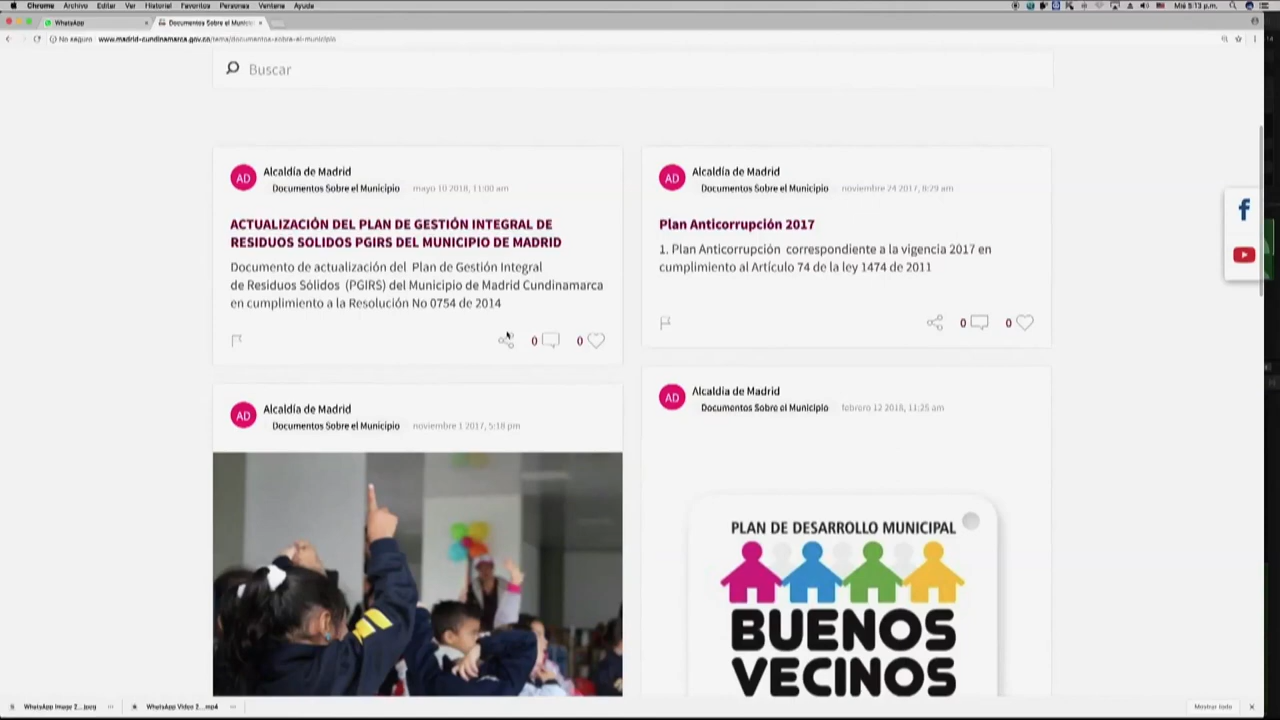 Chrome Archivo Editar Ver Historial Favoritos Personas Ventana Ayuda
Mié 5:13 p.m.
WhatsApp
Documentos Sobre el Munici
No seguro www.madrid-cundinamarca.gov.co/tema/documentos-sobre-el-municipio
Buscar
AD Alcaldía de Madrid
Documentos Sobre el Municipio mayo 10 2018, 11:00 am
ACTUALIZACIÓN DEL PLAN DE GESTIÓN INTEGRAL DE
RESIDUOS SOLIDOS PGIRS DEL MUNICIPIO DE MADRID
Documento de actualización del Plan de Gestión Integral
de Residuos Sólidos (PGIRS) del Municipio de Madrid Cundinamarca
en cumplimiento a la Resolución No 0754 de 2014
0 0
AD Alcaldía de Madrid
Documentos Sobre el Municipio noviembre 24 2017, 8:29 am
Plan Anticorrupción 2017
1. Plan Anticorrupción correspondiente a la vigencia 2017 en
cumplimiento al Artículo 74 de la ley 1474 de 2011
0 0
AD Alcaldía de Madrid
Documentos Sobre el Municipio noviembre 1 2017, 5:18 pm
AD Alcaldía de Madrid
Documentos Sobre el Municipio febrero 12 2018, 11:25 am
PLAN DE DESARROLLO MUNICIPAL
BUENOS
VECINOS
WhatsApp Image 2....jpeg
WhatsApp Video 2....mp4
Mostrar todo